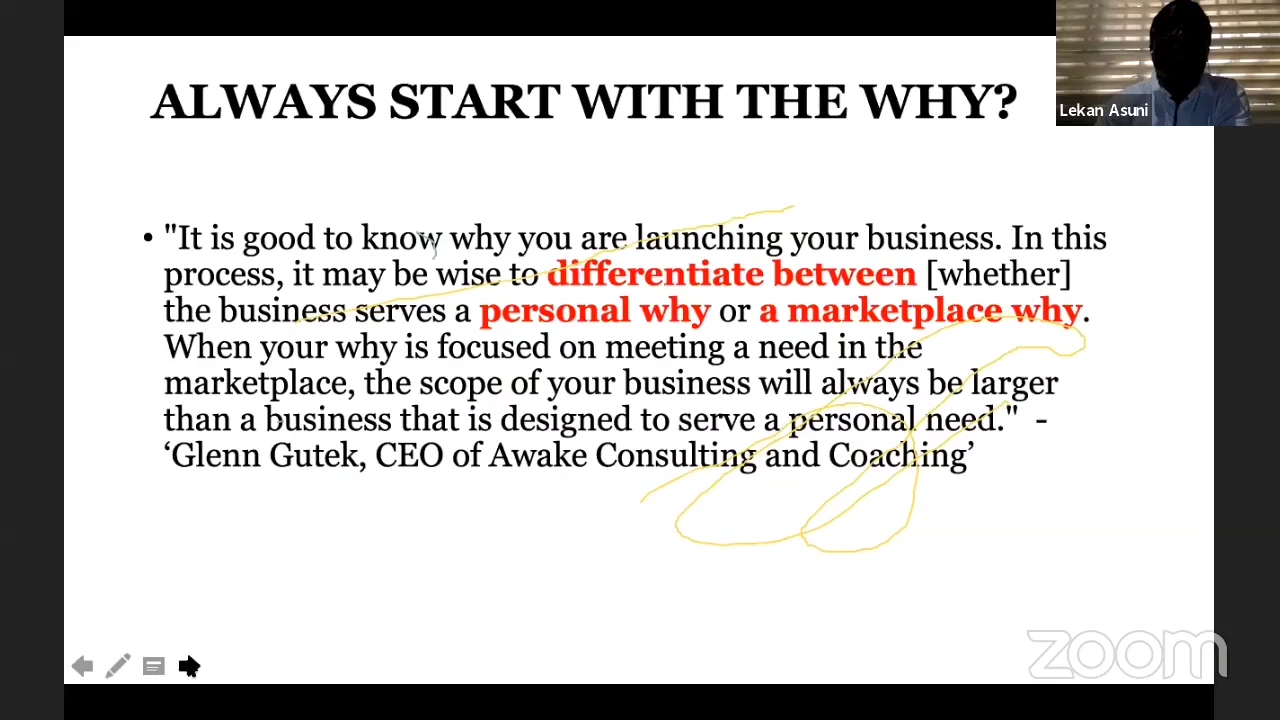 ALWAYS START WITH THE WHY?
Lekan Asuni
• "It is good to know why you are launching your business. In this
process, it may be wise to differentiate between [whether]
the business serves a personal why or a marketplace why.
When your why is focused on meeting a need in the
marketplace, the scope of your business will always be larger
than a business that is designed to serve a personal need." -
‘Glenn Gutek, CEO of Awake Consulting and Coaching’
zoom